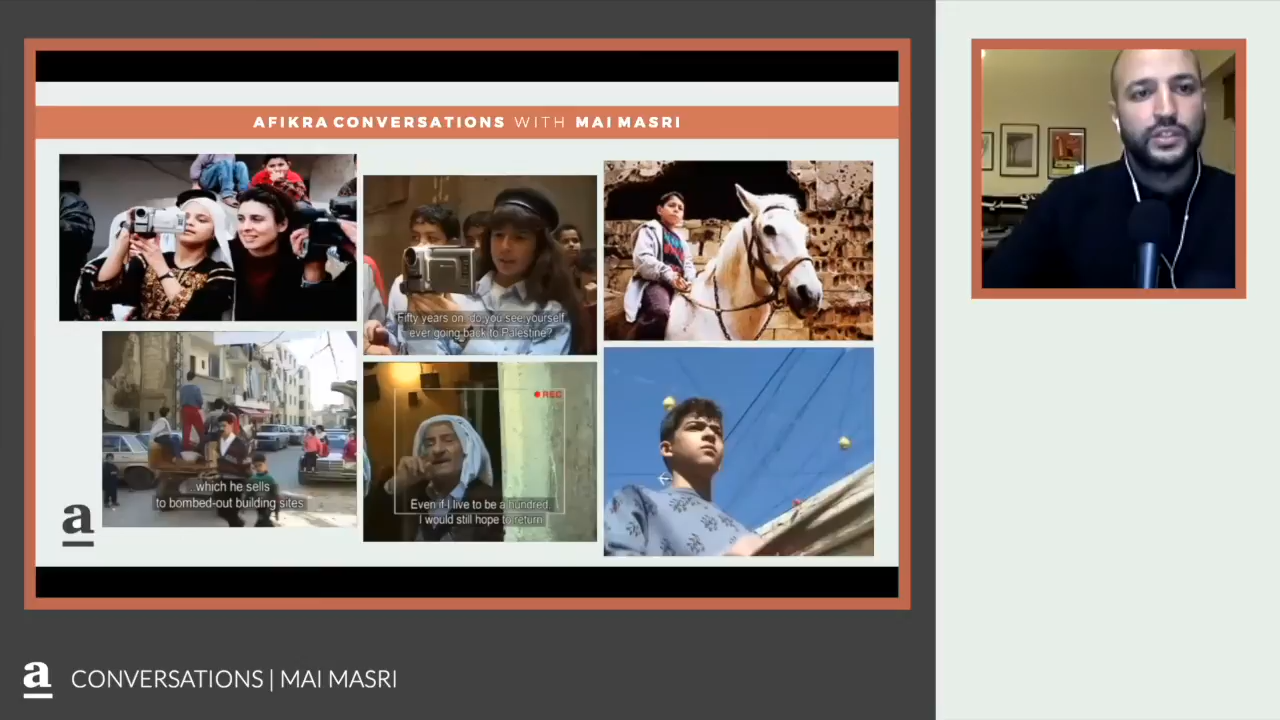 AFIKRA CONVERSATIONS WITH MAI MASRI
Fifty years on, do you see yourself
ever going back to Palestine?
...which he sells
to bombed-out building sites
REC
Even if I live to be a hundred,
I would still hope to return
a
a
CONVERSATIONS | MAI MASRI